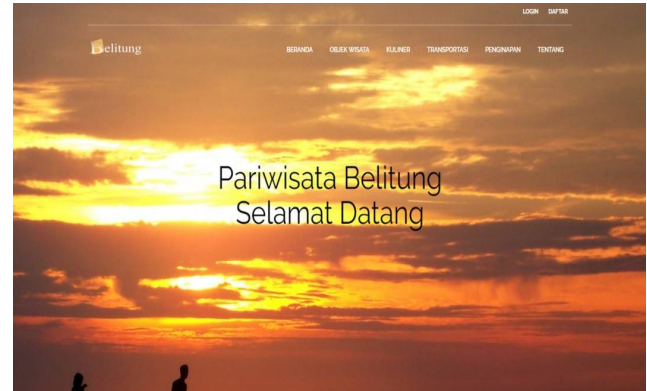 LOGIN DAFTAR
Belitung
BERANDA OBJEK WISATA KULINER TRANSPORTASI PENGINAPAN TENTANG
Pariwisata Belitung
Selamat Datang